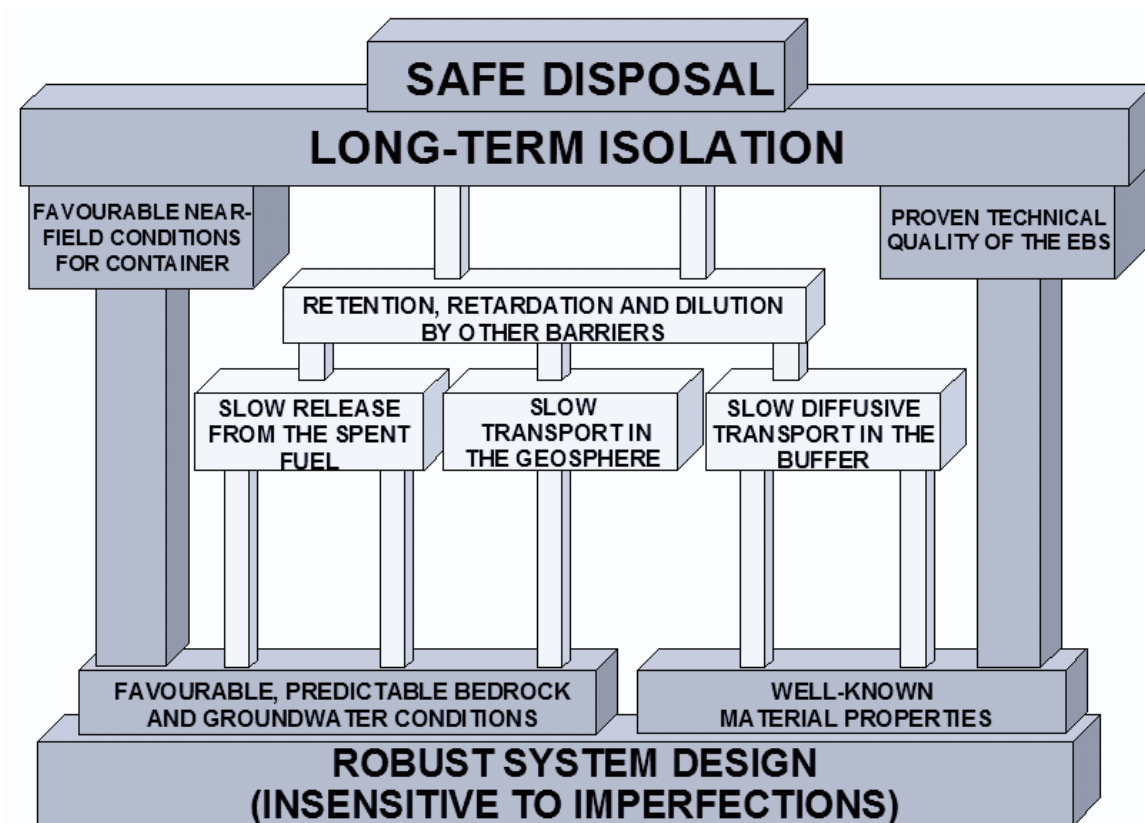 SAFE DISPOSAL
LONG-TERM ISOLATION
FAVOURABLE NEAR-
FIELD CONDITIONS
FOR CONTAINER
PROVEN TECHNICAL
QUALITY OF THE EBS
RETENTION, RETARDATION AND DILUTION
BY OTHER BARRIERS
SLOW RELEASE
FROM THE SPENT
FUEL
SLOW
TRANSPORT IN
THE GEOSPHERE
SLOW DIFFUSIVE
TRANSPORT IN THE
BUFFER
FAVOURABLE, PREDICTABLE BEDROCK
AND GROUNDWATER CONDITIONS
WELL-KNOWN
MATERIAL PROPERTIES
ROBUST SYSTEM DESIGN
(INSENSITIVE TO IMPERFECTIONS)